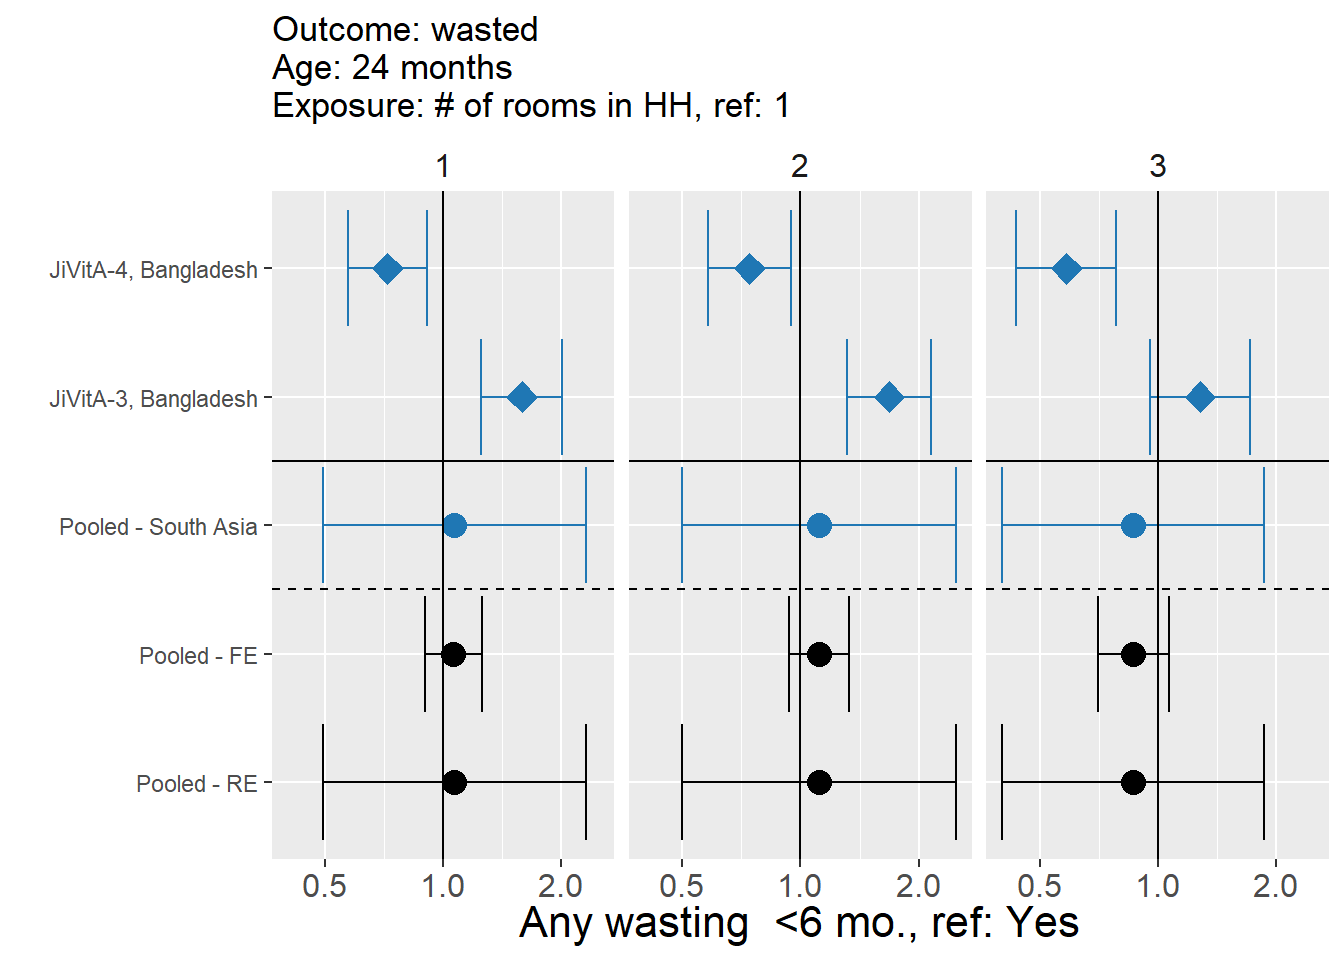 Outcome: wasted
Age: 24 months
Exposure: # of rooms in HH, ref: 1
1 2 3
JiVitA-4, Bangladesh
JiVitA-3, Bangladesh
Pooled - South Asia
Pooled - FE
Pooled - RE
0.5 1.0 2.0 0.5 1.0 2.0 0.5 1.0 2.0
Any wasting  <6 mo., ref: Yes